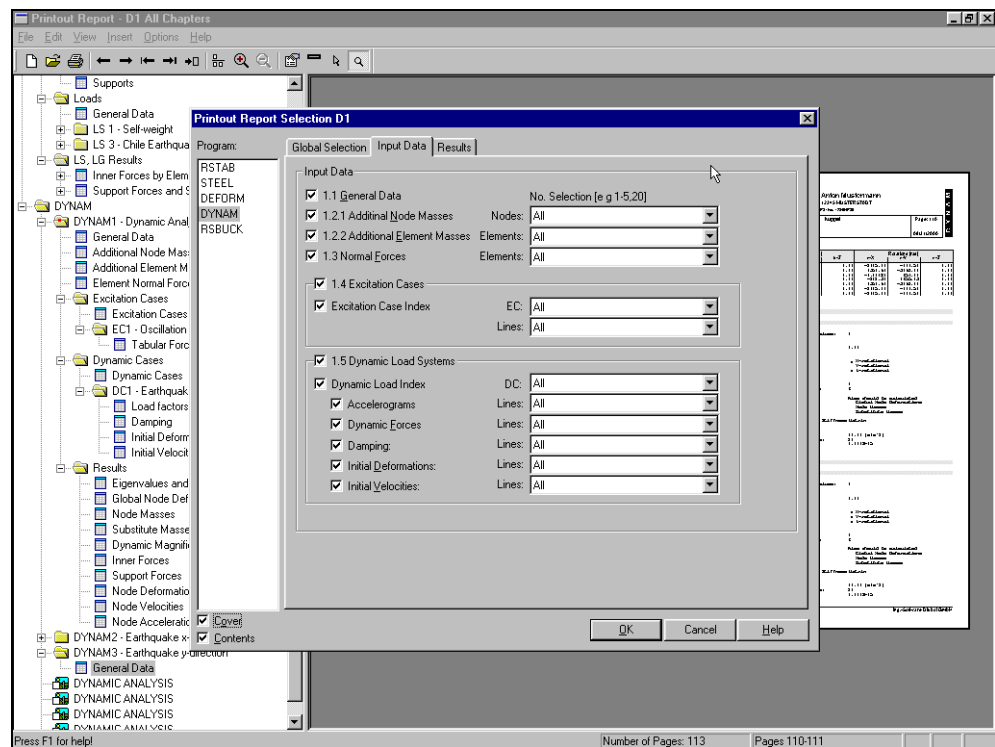 Printout Report - D1 All Chapters
File Edit View Insert Options Help
Supports
Loads
General Data
LS 1 - Self-weight
LS 3 - Chile Earthqua
LS, LG Results
Inner Forces by Elem
Support Forces and S
DYNAM
DYNAM1 - Dynamic Anal
General Data
Additional Node Mas
Additional Element M
Element Normal Forc
Excitation Cases
Excitation Cases
EC1 - Oscillation
Tabular Forc
Dynamic Cases
Dynamic Cases
DC1 - Earthquak
Load factors
Damping
Initial Deform
Initial Velocit
Results
Eigenvalues and
Global Node Def
Node Masses
Substitute Masse
Dynamic Magnifi
Inner Forces
Support Forces
Node Deformatio
Node Velocities
Node Acceleratic
DYNAM2 - Earthquake x-
DYNAM3 - Earthquake y-direction
General Data
DYNAMIC ANALYSIS
DYNAMIC ANALYSIS
DYNAMIC ANALYSIS
DYNAMIC ANALYSIS
Printout Report Selection D1
Program:
RSTAB
STEEL
DEFORM
DYNAM
RSBUCK
Cover
Contents
Global Selection Input Data Results
Input Data
1.1 General Data No. Selection [e g 1-5,20]
1.2.1 Additinal Node Masses Nodes: All
1.2.2 Additional Element Masses Elements: All
1.3 Normal Forces Elements: All
1.4 Excitation Cases
Excitation Case Index EC: All
Lines: All
1.5 Dynamic Load Systems
Dynamic Load Index DC: All
Accelerograms Lines: All
Dynamic Forces Lines: All
Damping: Lines: All
Initial Deformations: Lines: All
Initial Velocities: Lines: All
OK Cancel Help
DYNAM
Press F1 for help! Number of Pages: 113 Pages 110-111